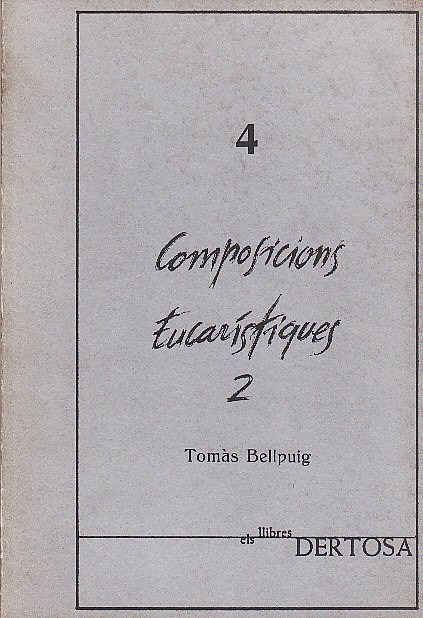 4
Composicions
Eucarístiques
2
Tomàs Bellpuig
els llibres DERTOSA